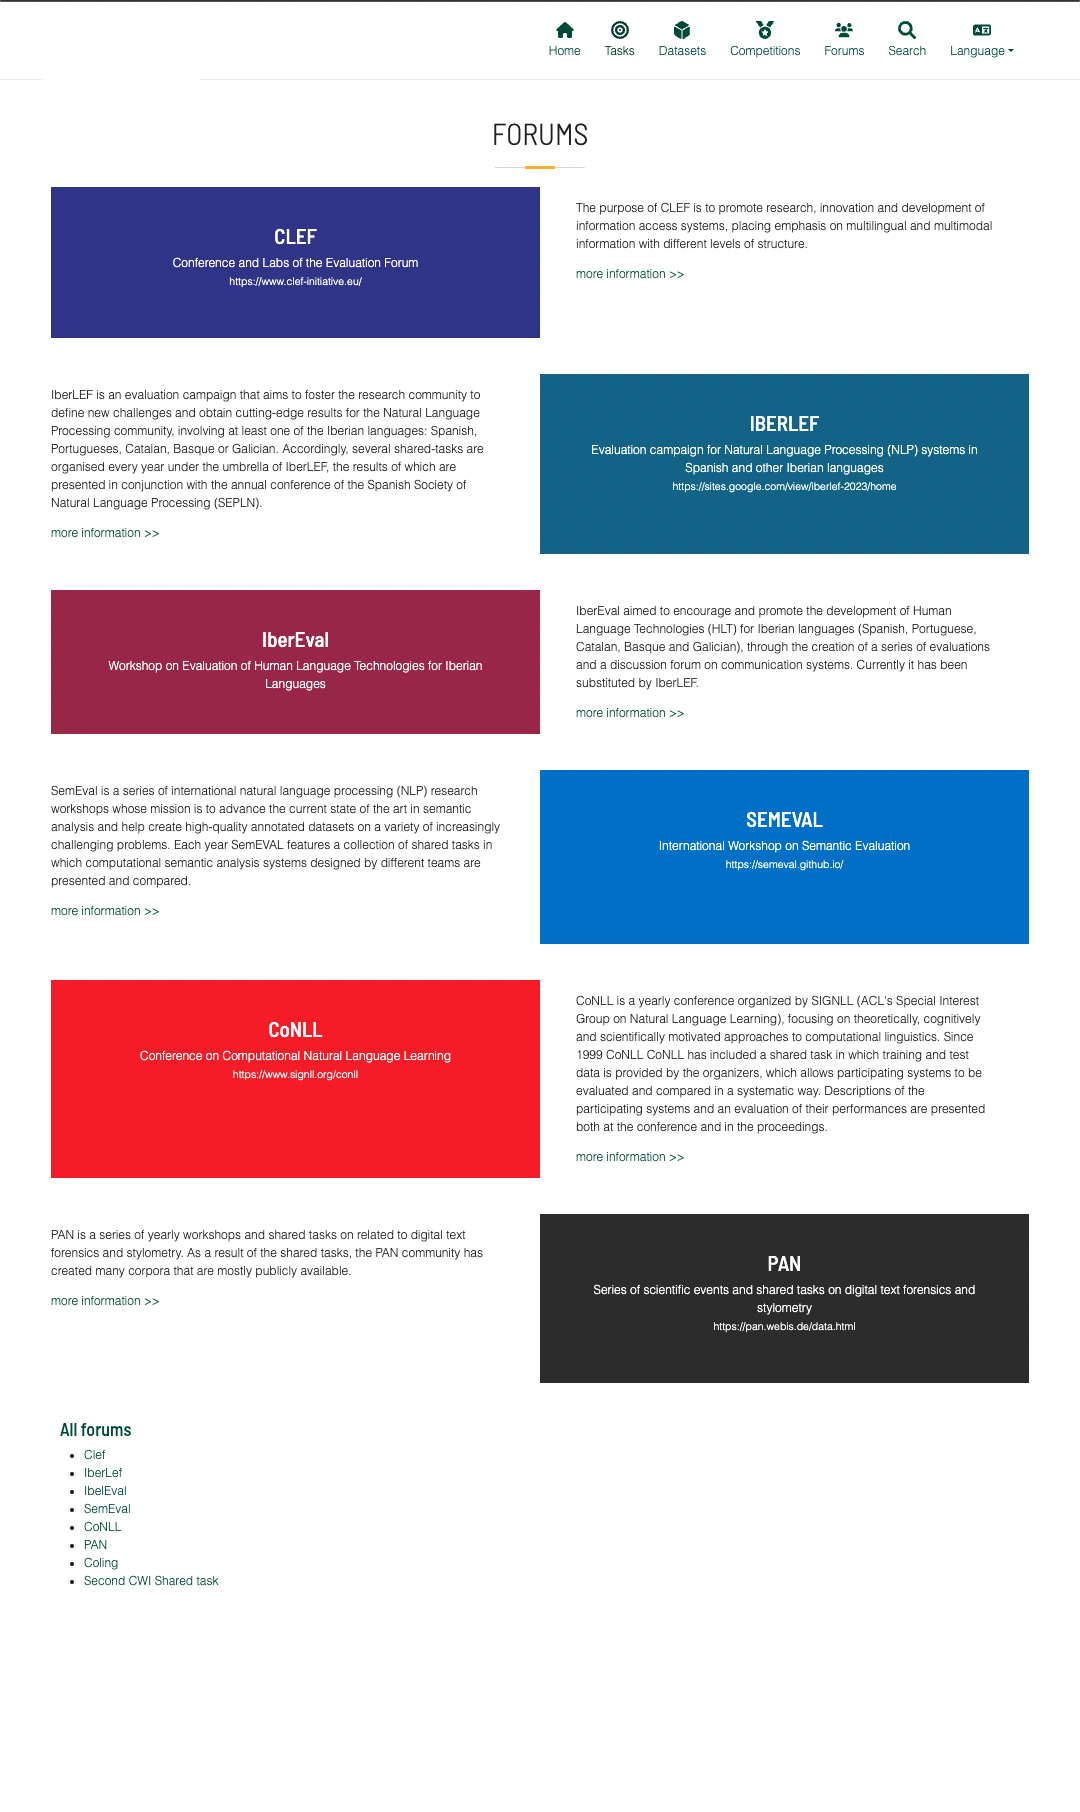 Home
Tasks
Datasets
Competitions
Forums
Search
Language
FORUMS
CLEF
Conference and Labs of the Evaluation Forum
https://www.clef-initiative.eu/
The purpose of CLEF is to promote research, innovation and development of
information access systems, placing emphasis on multilingual and multimodal
information with different levels of structure.
more information >>
IberLEF is an evaluation campaign that aims to foster the research community to
define new challenges and obtain cutting-edge results for the Natural Language
Processing community, involving at least one of the Iberian languages: Spanish,
Portugueses, Catalan, Basque or Galician. Accordingly, several shared-tasks are
organised every year under the umbrella of IberLEF, the results of which are
presented in conjunction with the annual conference of the Spanish Society of
Natural Language Processing (SEPLN).
more information >>
IBERLEF
Evaluation campaign for Natural Language Processing (NLP) systems in
Spanish and other Iberian languages
https://sites.google.com/view/iberlef-2023/home
IberEval
Workshop on Evaluation of Human Language Technologies for Iberian
Languages
IberEval aimed to encourage and promote the development of Human
Language Technologies (HLT) for Iberian languages (Spanish, Portuguese,
Catalan, Basque and Galician), through the creation of a series of evaluations
and a discussion forum on communication systems. Currently it has been
substituted by IberLEF.
more information >>
SemEval is a series of international natural language processing (NLP) research
workshops whose mission is to advance the current state of the art in semantic
analysis and help create high-quality annotated datasets on a variety of increasingly
challenging problems. Each year SemEVAL features a collection of shared tasks in
which computational semantic analysis systems designed by different teams are
presented and compared.
more information >>
SEMEVAL
International Workshop on Semantic Evaluation
https://semeval.github.io/
CoNLL
Conference on Computational Natural Language Learning
https://www.signll.org/conll
CoNLL is a yearly conference organized by SIGNLL (ACL's Special Interest
Group on Natural Language Learning), focusing on theoretically, cognitively
and scientifically motivated approaches to computational linguistics. Since
1999 CoNLL CoNLL has included a shared task in which training and test
data is provided by the organizers, which allows participating systems to be
evaluated and compared in a systematic way. Descriptions of the
participating systems and an evaluation of their performances are presented
both at the conference and in the proceedings.
more information >>
PAN is a series of yearly workshops and shared tasks on related to digital text
forensics and stylometry. As a result of the shared tasks, the PAN community has
created many corpora that are mostly publicly available.
more information >>
PAN
Series of scientific events and shared tasks on digital text forensics and
stylometry
https://pan.webis.de/data.html
All forums
Clef
IberLef
IbelEval
SemEval
CoNLL
PAN
Coling
Second CWI Shared task